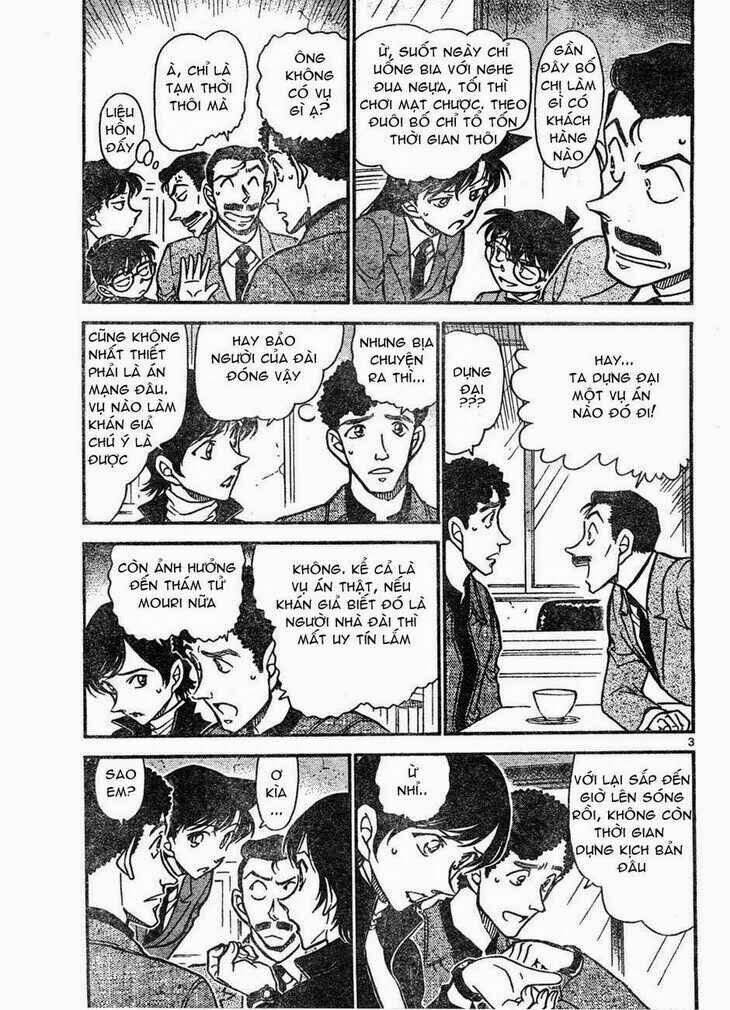 GẦN
ĐÂY BỐ
CHỊ LÀM
GÌ CÓ
KHÁCH
HÀNG
NÀO
Ừ, SUỐT NGÀY CHỈ
UỐNG BIA VỚI NGHE
ĐUA NGỰA, TỐI THÌ
CHƠI MẠT CHƯỢC. THEO
ĐUÔI BỐ CHỈ TỔ TỐN
THỜI GIAN THÔI
ÔNG
KHÔNG
CÓ VỤ
GÌ Ạ?
À, CHỈ LÀ
TẠM THỜI
THÔI MÀ
LIỆU
HỒN
ĐẤY
HAY...
TA DỰNG ĐẠI
MỘT VỤ ÁN
NÀO ĐÓ ĐI!
DỰNG
ĐẠI
???
NHƯNG BỊA
CHUYỆN
RA THÌ...
HAY BẢO
NGƯỜI CỦA ĐÀI
ĐÓNG VẬY
CŨNG KHÔNG
NHẤT THIẾT
PHẢI LÀ ÁN
MẠNG ĐÂU.
VỤ NÀO LÀM
KHÁN GIẢ
CHÚ Ý LÀ
ĐƯỢC
KHÔNG. KỂ CẢ LÀ
VỤ ÁN THẬT, NẾU
KHÁN GIẢ BIẾT ĐÓ LÀ
NGƯỜI NHÀ ĐÀI THÌ
MẤT UY TÍN LẮM
CÒN ẢNH HƯỞNG
ĐẾN THÁM TỬ
MOURI NỮA
3
VỚI LẠI SẮP ĐẾN
GIỜ LÊN SÓNG
RỒI, KHÔNG CÒN
THỜI GIAN
DỰNG KỊCH BẢN
ĐÂU
Ừ
NHỈ..
Ơ
KÌA
...
SAO
EM?